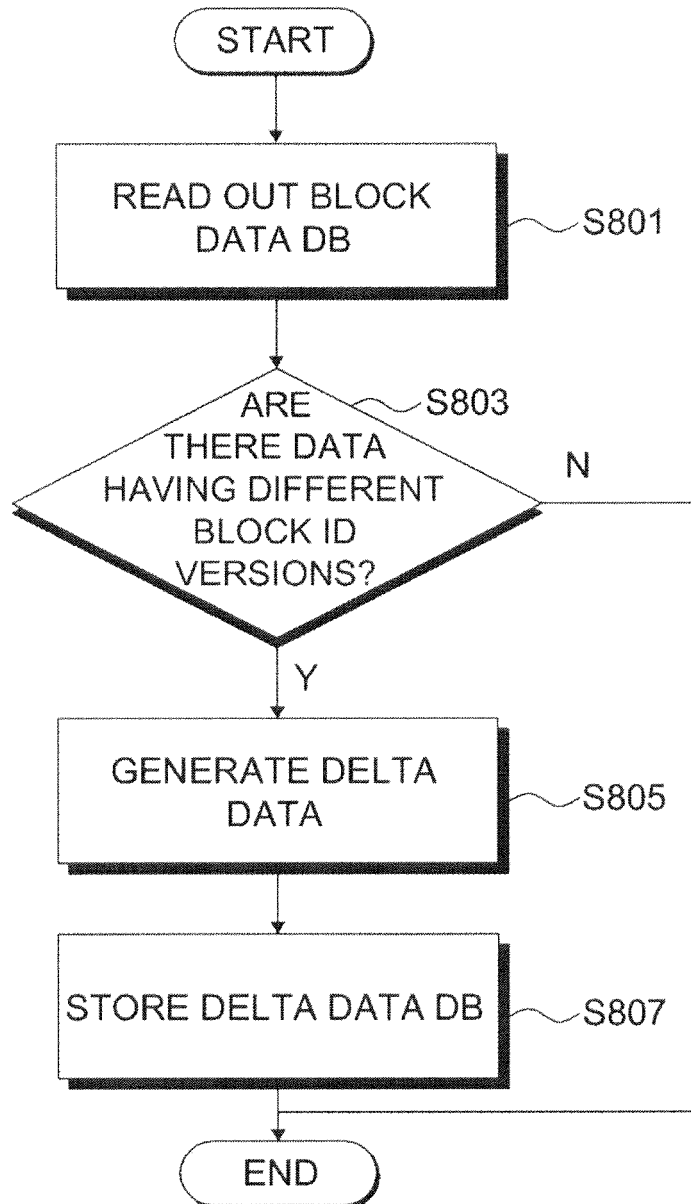 START
READ OUT BLOCK
DATA DB
S801
ARE
THERE DATA
HAVING DIFFERENT
BLOCK ID
VERSIONS?
S803
N
Y
GENERATE DELTA
DATA
S805
STORE DELTA DATA DB
S807
END